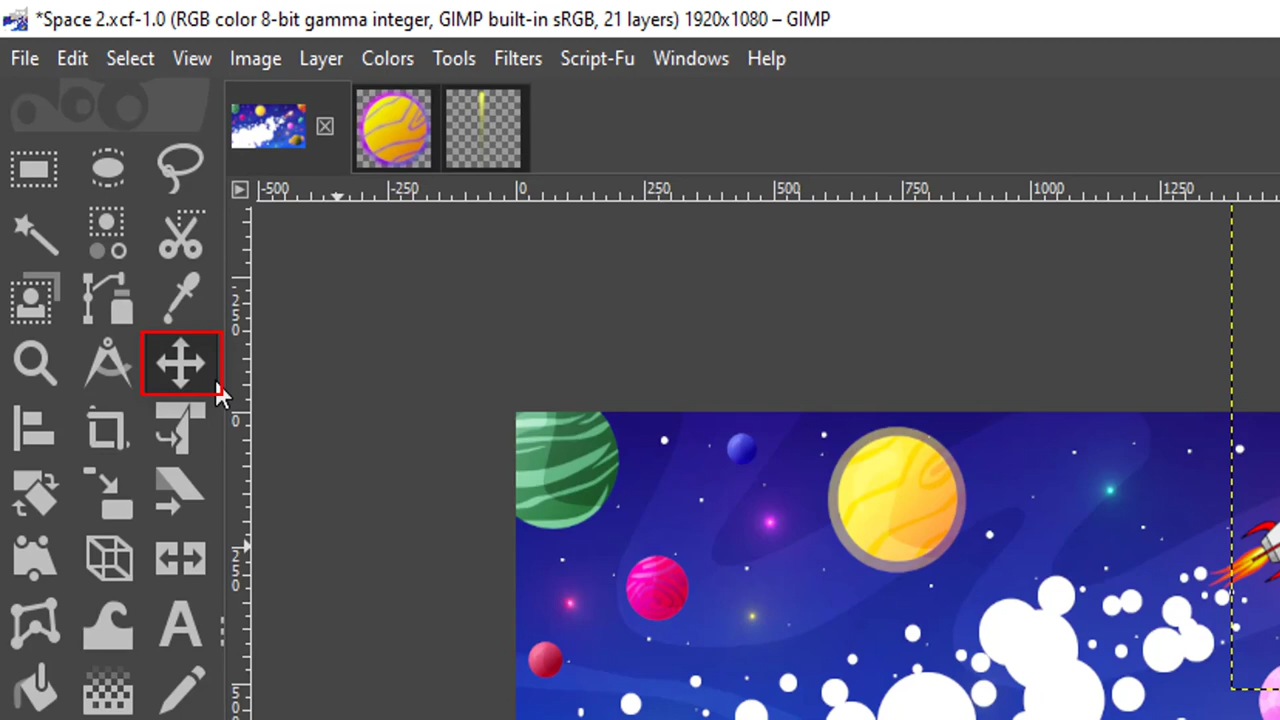 *Space 2.xcf-1.0 (RGB color 8-bit gamma integer, GIMP built-in sRGB, 21 layers) 1920x1080 – GIMP
File Edit Select View Image Layer Colors Tools Filters Script-Fu Windows Help
-500 -250 0 250 500 750 1000 1250
-250
0
250
500